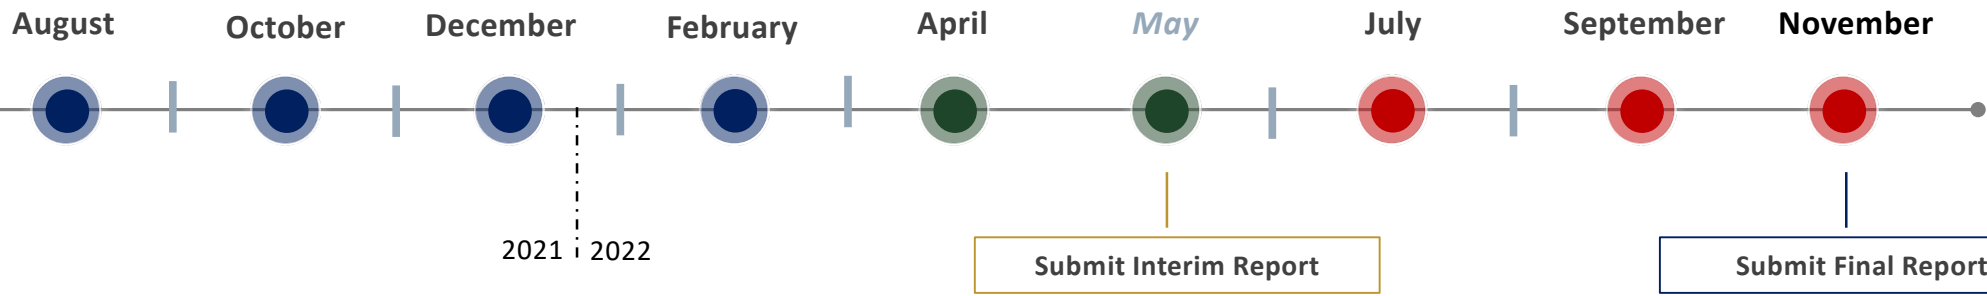 August October December February April May July September November
2021 2022
Submit Interim Report Submit Final Report